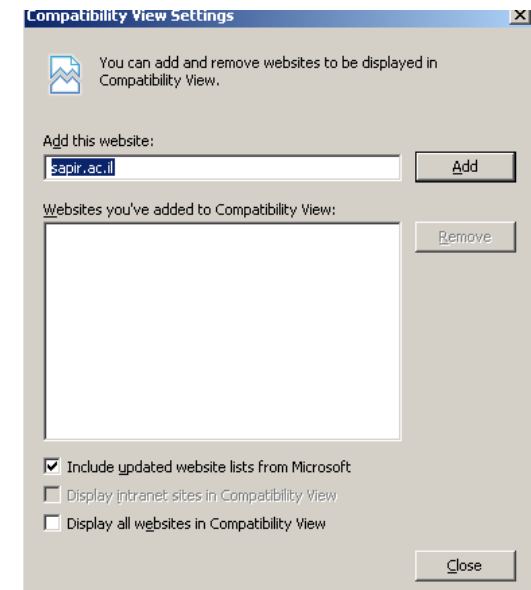 Compatibility View Settings
You can add and remove websites to be displayed in
Compatibility View.
Add this website:
sapir.ac.il
Add
Websites you've added to Compatibility View:
Remove
Include updated website lists from Microsoft
Display intranet sites in Compatibility View
Display all websites in Compatibility View
Close